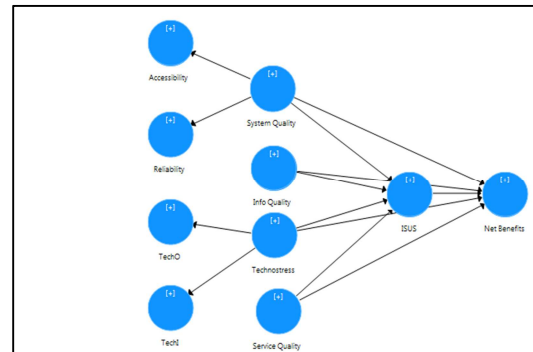 [+]
Accessibility
[+]
System Quality
[+]
Reliability
[+]
Info Quality
[+]
ISUS
[+]
Net Benefits
[+]
TechO
[+]
Technostress
[+]
TechI
[+]
Service Quality